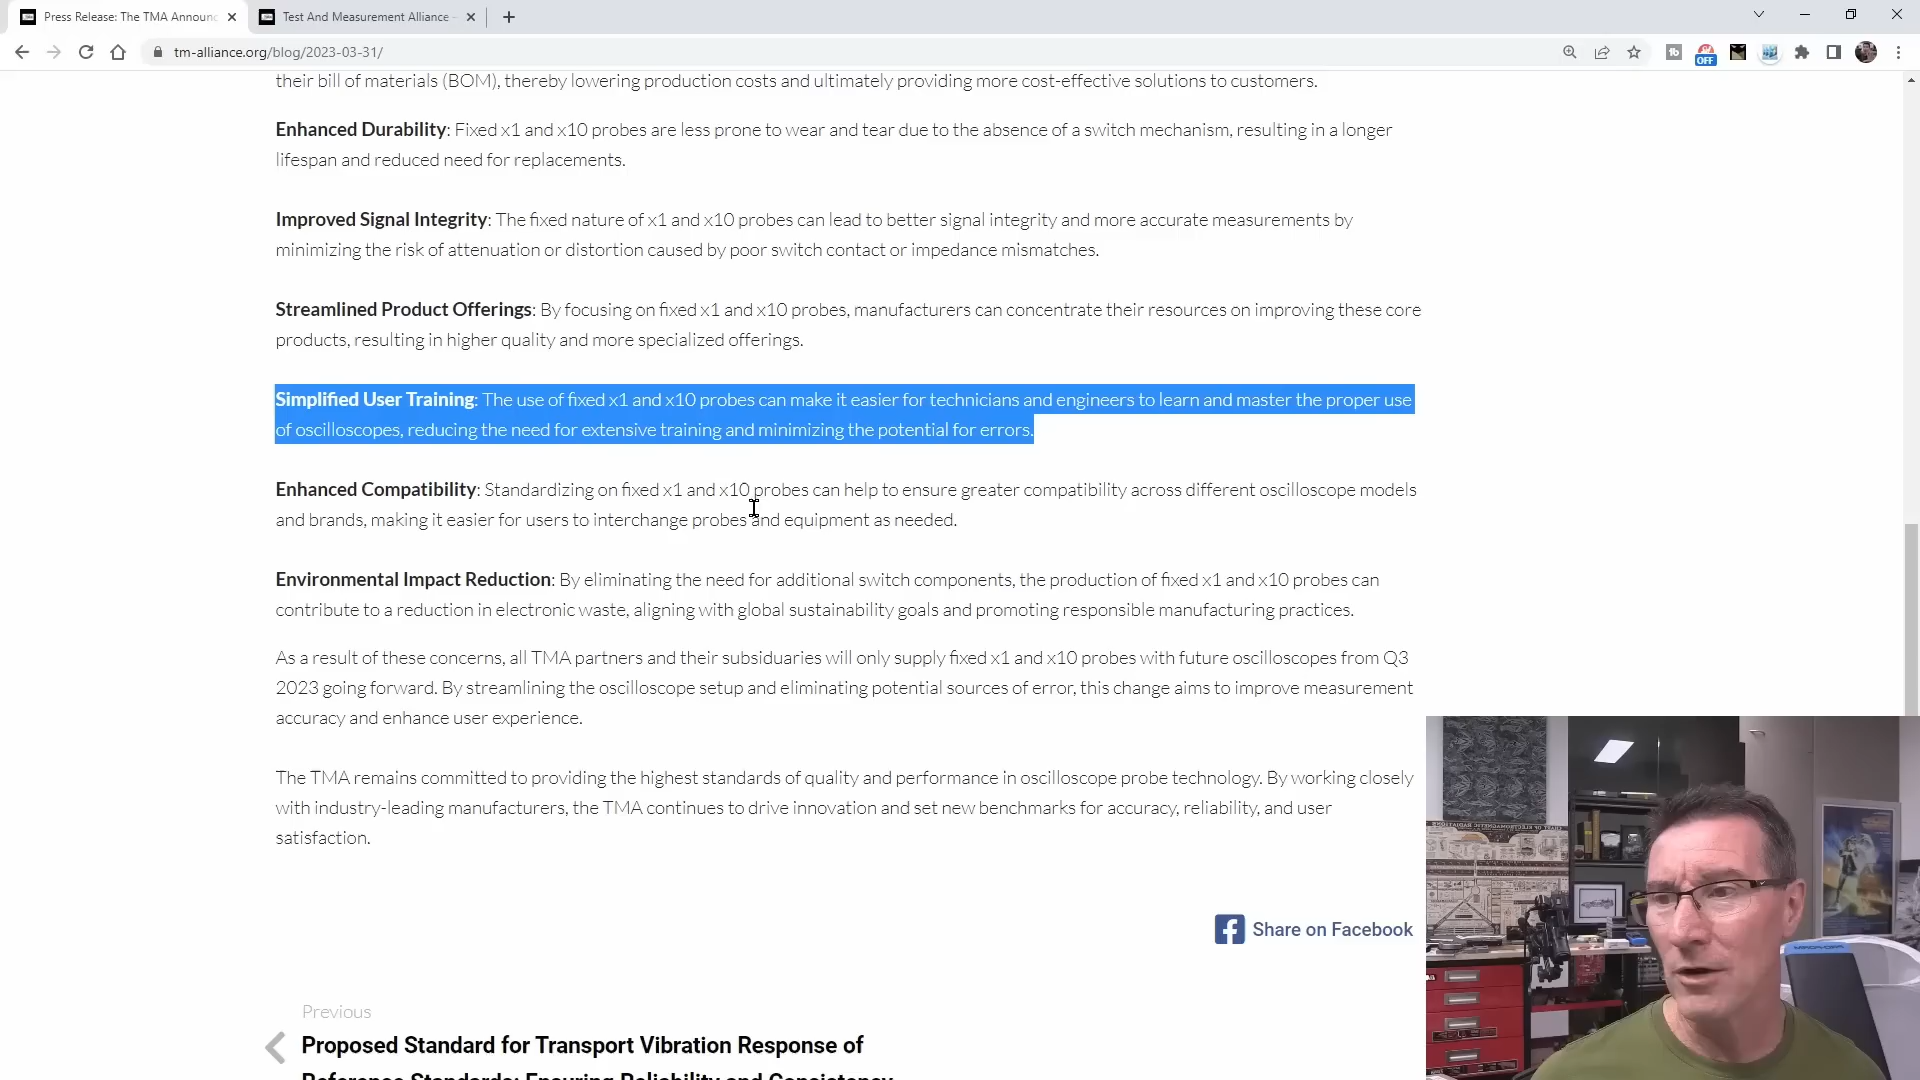 Press Release: The TMA Announc
Test And Measurement Alliance -
tm-alliance.org/blog/2023-03-31/
OFF
their bill of materials (BOM), thereby lowering production costs and ultimately providing more cost-effective solutions to customers.
Enhanced Durability: Fixed x1 and x10 probes are less prone to wear and tear due to the absence of a switch mechanism, resulting in a longer
lifespan and reduced need for replacements.
Improved Signal Integrity: The fixed nature of x1 and x10 probes can lead to better signal integrity and more accurate measurements by
minimizing the risk of attenuation or distortion caused by poor switch contact or impedance mismatches.
Streamlined Product Offerings: By focusing on fixed x1 and x10 probes, manufacturers can concentrate their resources on improving these core
products, resulting in higher quality and more specialized offerings.
Simplified User Training: The use of fixed x1 and x10 probes can make it easier for technicians and engineers to learn and master the proper use
of oscilloscopes, reducing the need for extensive training and minimizing the potential for errors.
Enhanced Compatibility: Standardizing on fixed x1 and x10 probes can help to ensure greater compatibility across different oscilloscope models
and brands, making it easier for users to interchange probes and equipment as needed.
Environmental Impact Reduction: By eliminating the need for additional switch components, the production of fixed x1 and x10 probes can
contribute to a reduction in electronic waste, aligning with global sustainability goals and promoting responsible manufacturing practices.
As a result of these concerns, all TMA partners and their subsiduaries will only supply fixed x1 and x10 probes with future oscilloscopes from Q3
2023 going forward. By streamlining the oscilloscope setup and eliminating potential sources of error, this change aims to improve measurement
accuracy and enhance user experience.
The TMA remains committed to providing the highest standards of quality and performance in oscilloscope probe technology. By working closely
with industry-leading manufacturers, the TMA continues to drive innovation and set new benchmarks for accuracy, reliability, and user
satisfaction.
Share on Facebook
Previous
Proposed Standard for Transport Vibration Response of
Reference Standards: Ensuring Reliability and Consistency